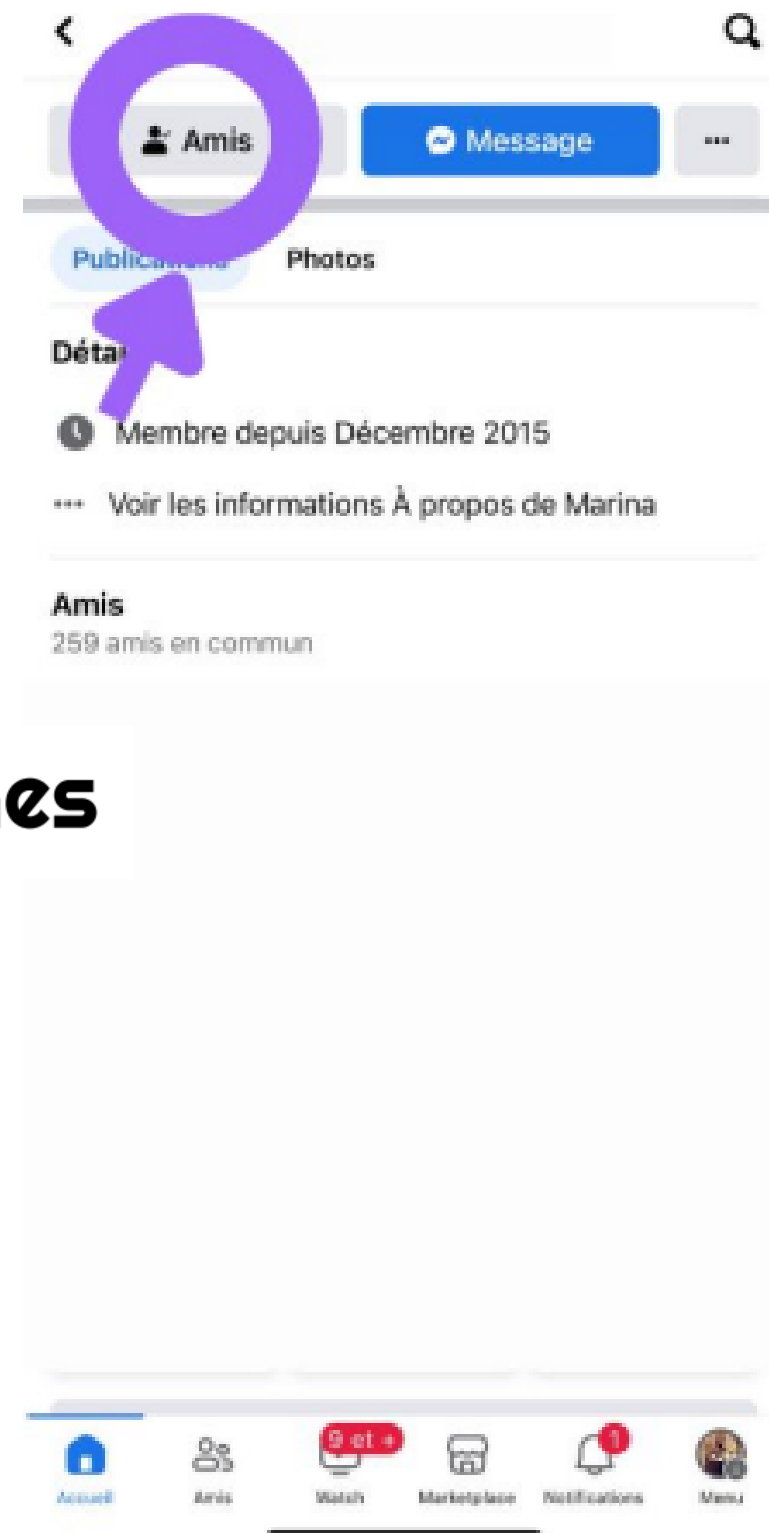 Amis
Message
Photos
Membre depuis Décembre 2015
Voir les informations À propos de Marina
Amis
259 amis en commun
9 et +
1
Accueil
Amis
Watch
Marketplace
Notifications
Menu